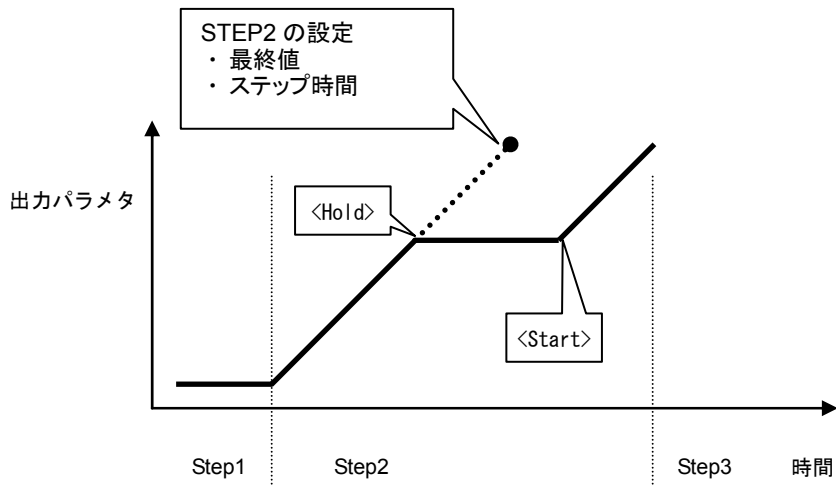 STEP2 の設定
・ 最終値
・ ステップ時間
出力パラメタ
<Hold>
<Start>
Step1
Step2
Step3
時間